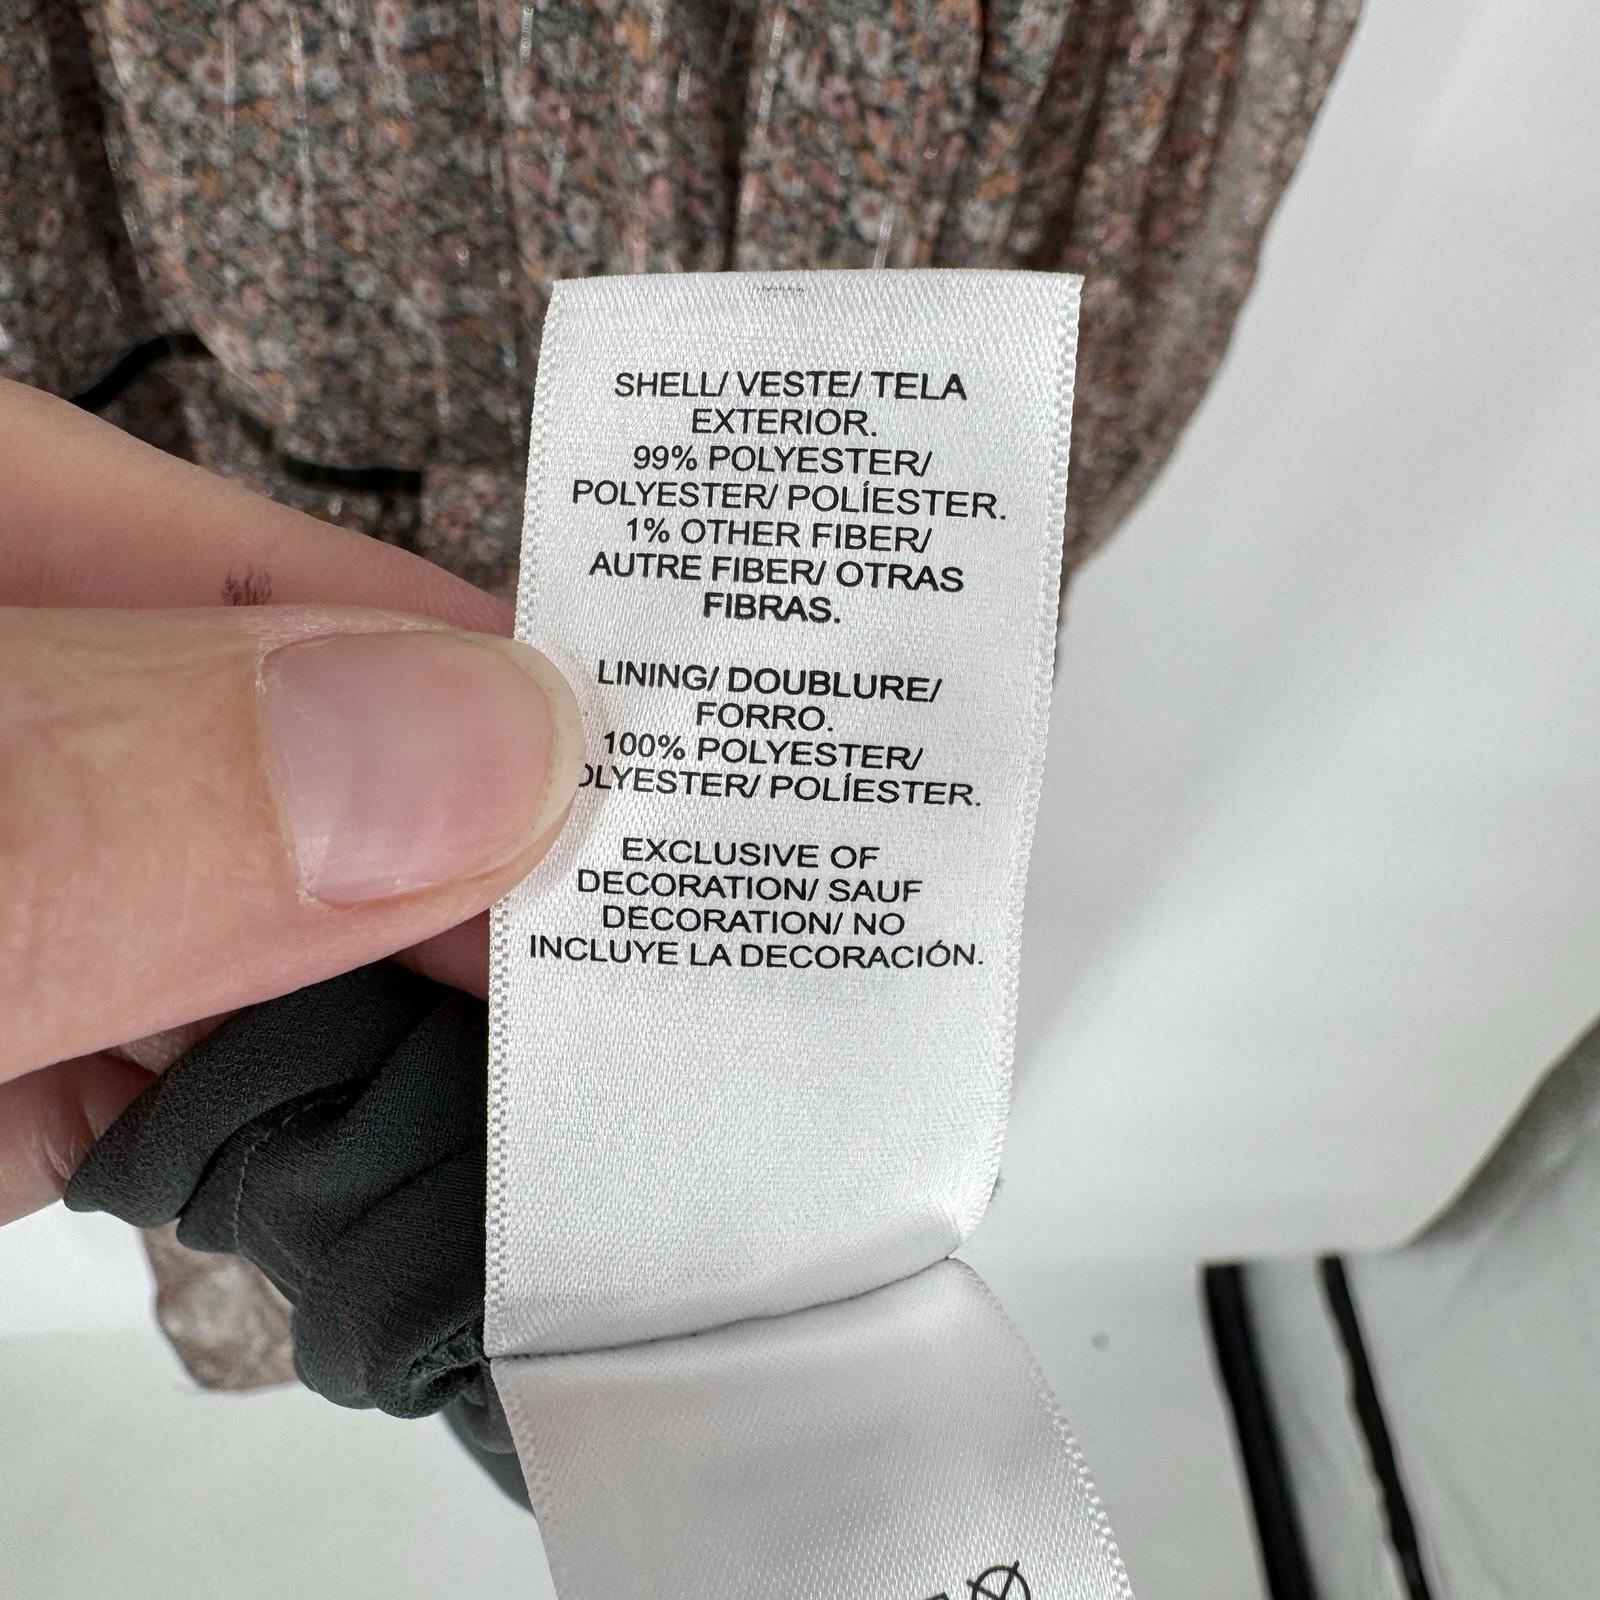 SHELL/ VESTE/ TELA
EXTERIOR.
99% POLYESTER/
POLYESTER/ POLÍESTER.
1% OTHER FIBER/
AUTRE FIBER/ OTRAS
FIBRAS.
LINING/ DOUBLURE/
FORRO.
100% POLYESTER/
OLYESTER/ POLÍESTER.
EXCLUSIVE OF
DECORATION/ SAUF
DECORATION/ NO
INCLUYE LA DECORACIÓN.